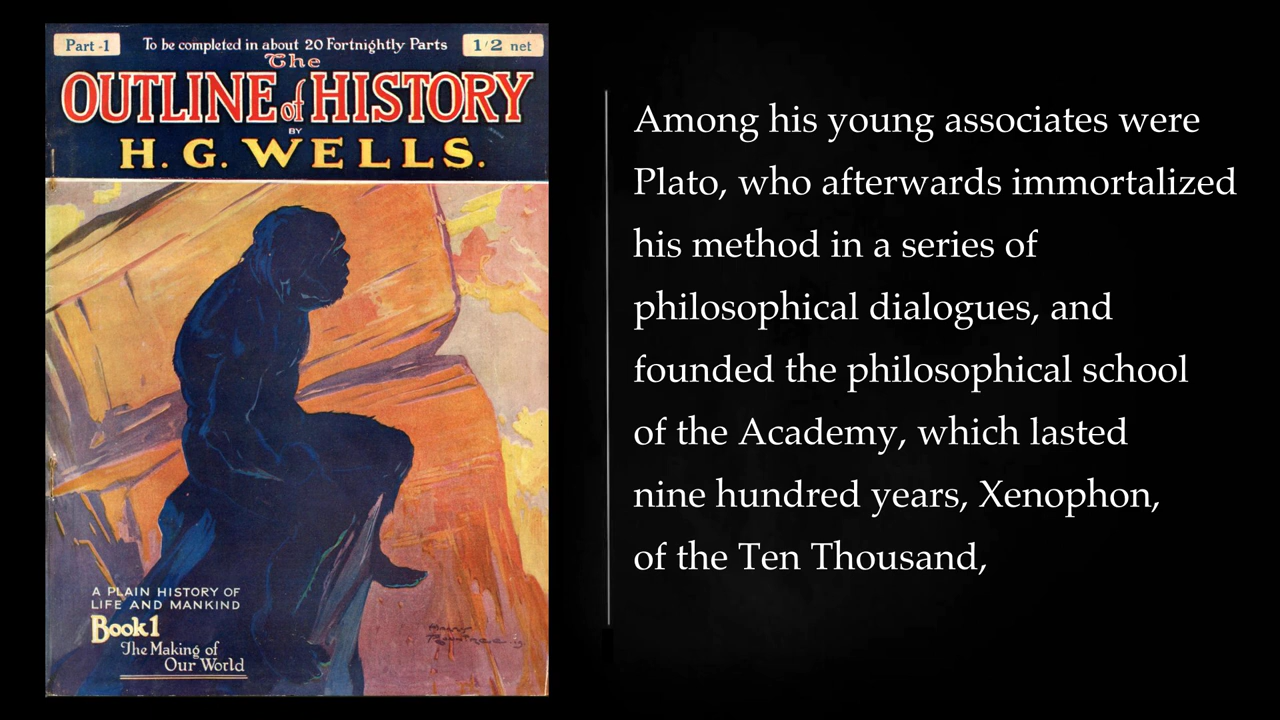 Part -1
To be completed in about 20 Fortnightly Parts
1/2 net
The
OUTLINE of HISTORY
BY
H. G. WELLS.
A PLAIN HISTORY OF
LIFE AND MANKIND
Book 1
The Making of
Our World
Among his young associates were
Plato, who afterwards immortalized
his method in a series of
philosophical dialogues, and
founded the philosophical school
of the Academy, which lasted
nine hundred years, Xenophon,
of the Ten Thousand,